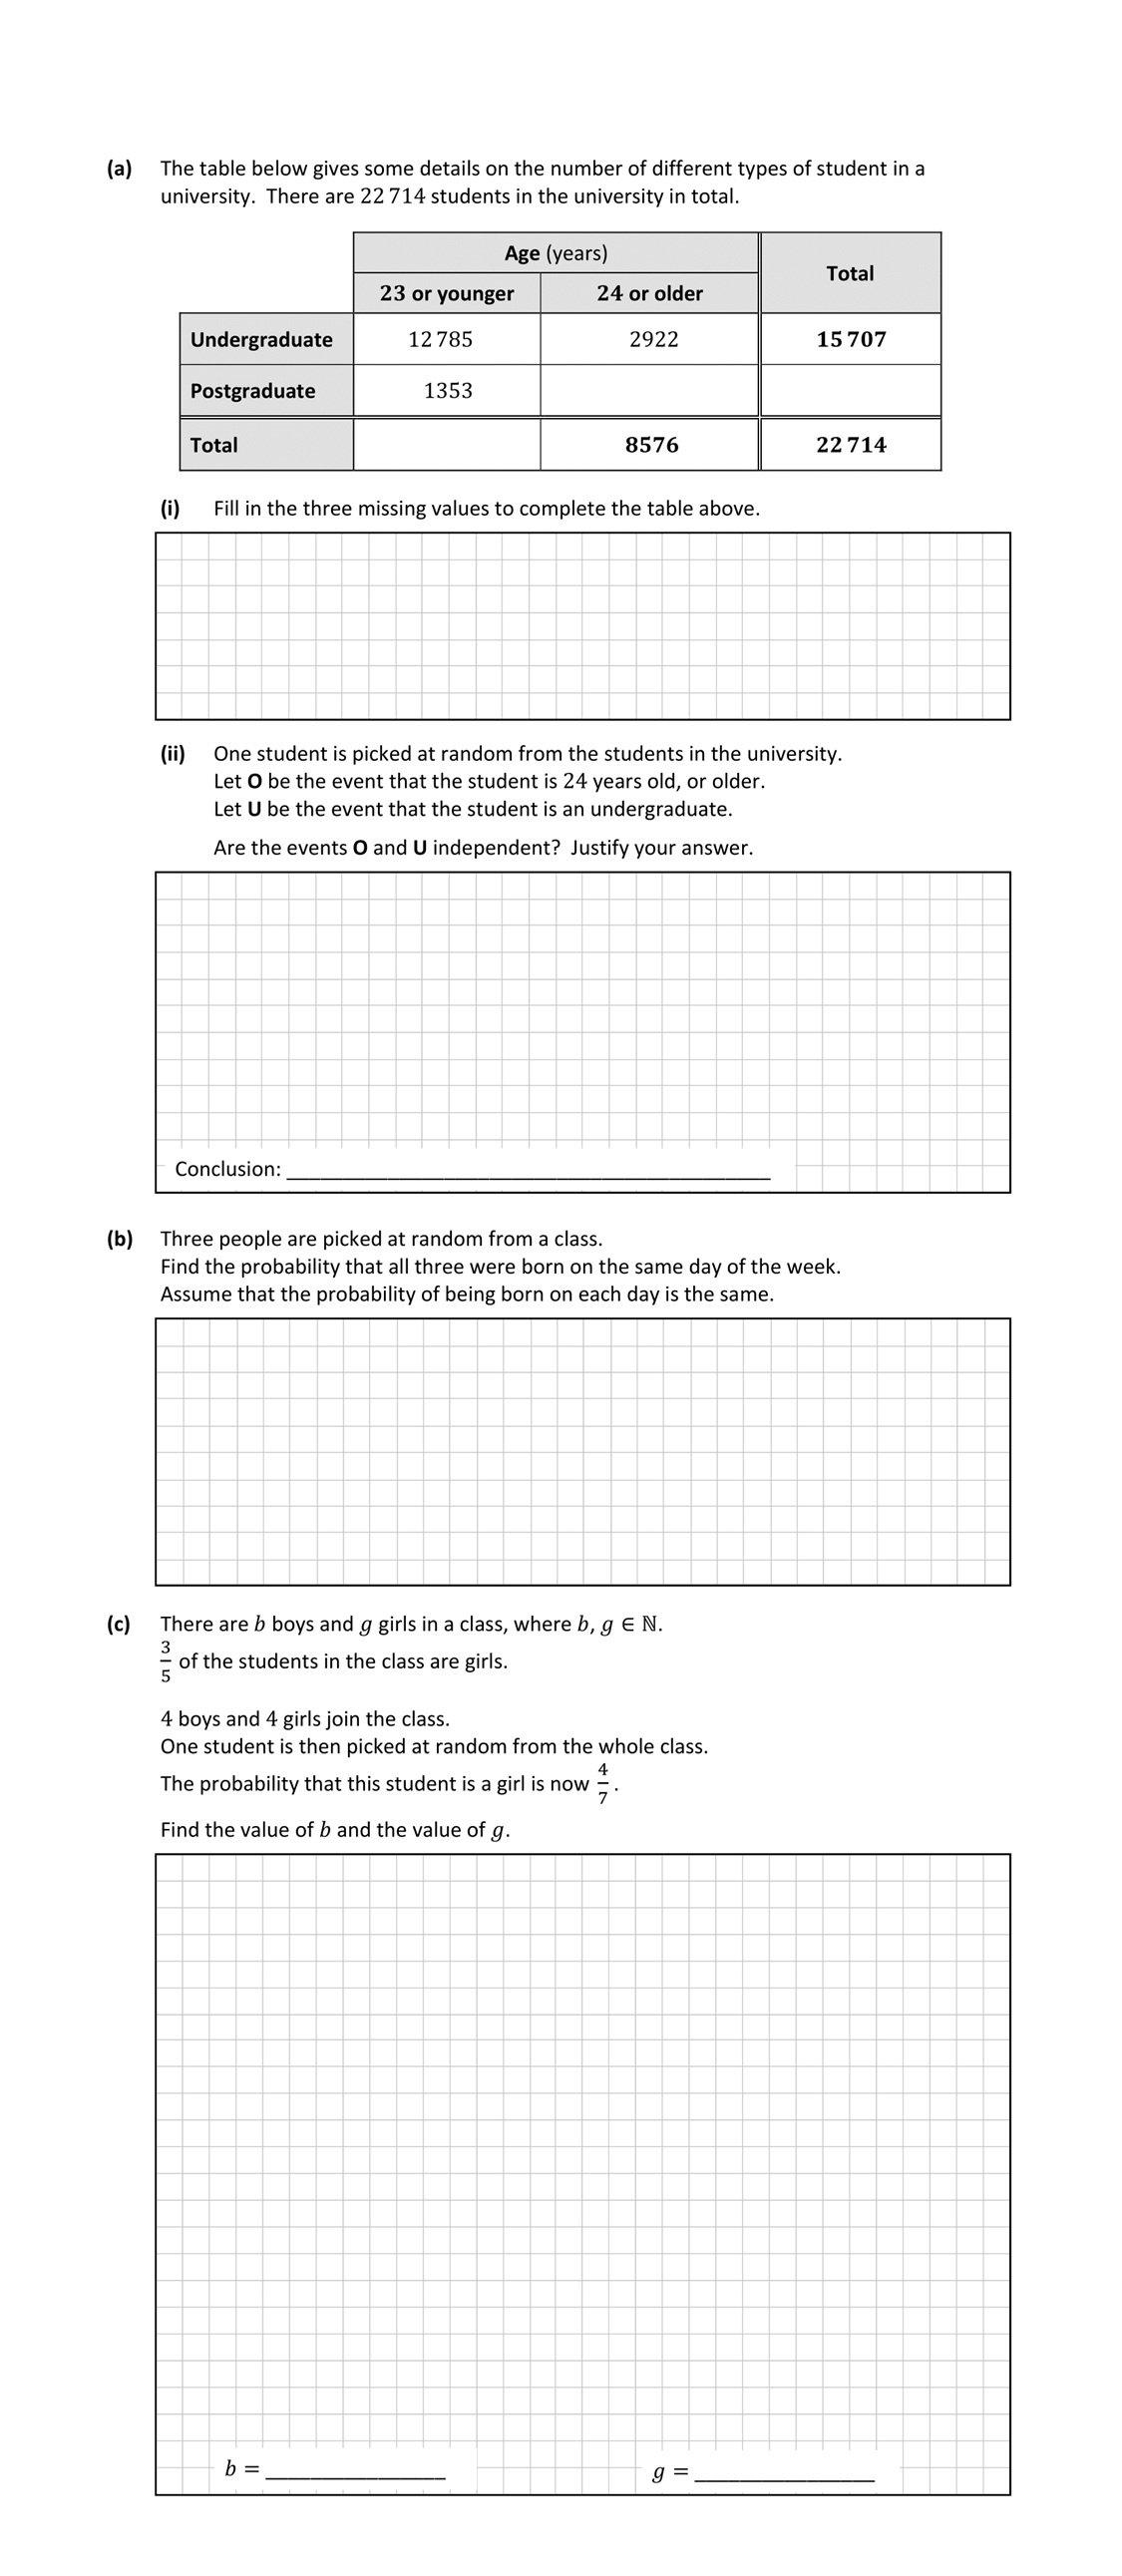 (a) The table below gives some details on the number of different types of student in a
university. There are 22 714 students in the university in total.
Age (years)
Total
23 or younger 24 or older
Undergraduate 12 785 2922 15 707
Postgraduate 1353
Total 8576 22 714
(i) Fill in the three missing values to complete the table above.
(ii) One student is picked at random from the students in the university.
Let O be the event that the student is 24 years old, or older.
Let U be the event that the student is an undergraduate.
Are the events O and U independent? Justify your answer.
Conclusion: ______________________________
(b) Three people are picked at random from a class.
Find the probability that all three were born on the same day of the week.
Assume that the probability of being born on each day is the same.
(c) There are b boys and g girls in a class, where b, g ∈ ℕ.
3/5 of the students in the class are girls.
4 boys and 4 girls join the class.
One student is then picked at random from the whole class.
The probability that this student is a girl is now 4/7.
Find the value of b and the value of g.
b = ______________ g = ______________